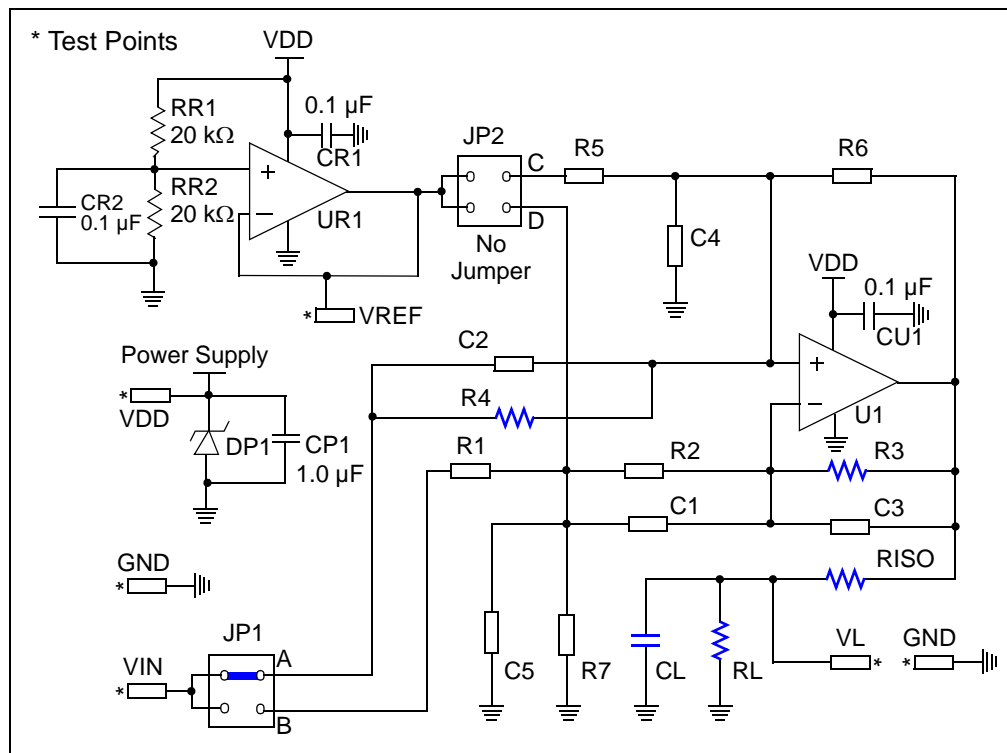 * Test Points
VDD
RR1
20 kΩ
0.1 µF
CR1
JP2
C
R5
R6
CR2
0.1 µF
RR2
20 kΩ
+
−
UR1
D
No
Jumper
C4
VDD
0.1 µF
CU1
* VREF
Power Supply
C2
+
−
U1
*
VDD
R4
DP1
CP1
1.0 µF
R1
R2
R3
C1
C3
GND
*
RISO
JP1
A
VIN
*
B
C5
R7
CL
RL
VL
*
GND
*